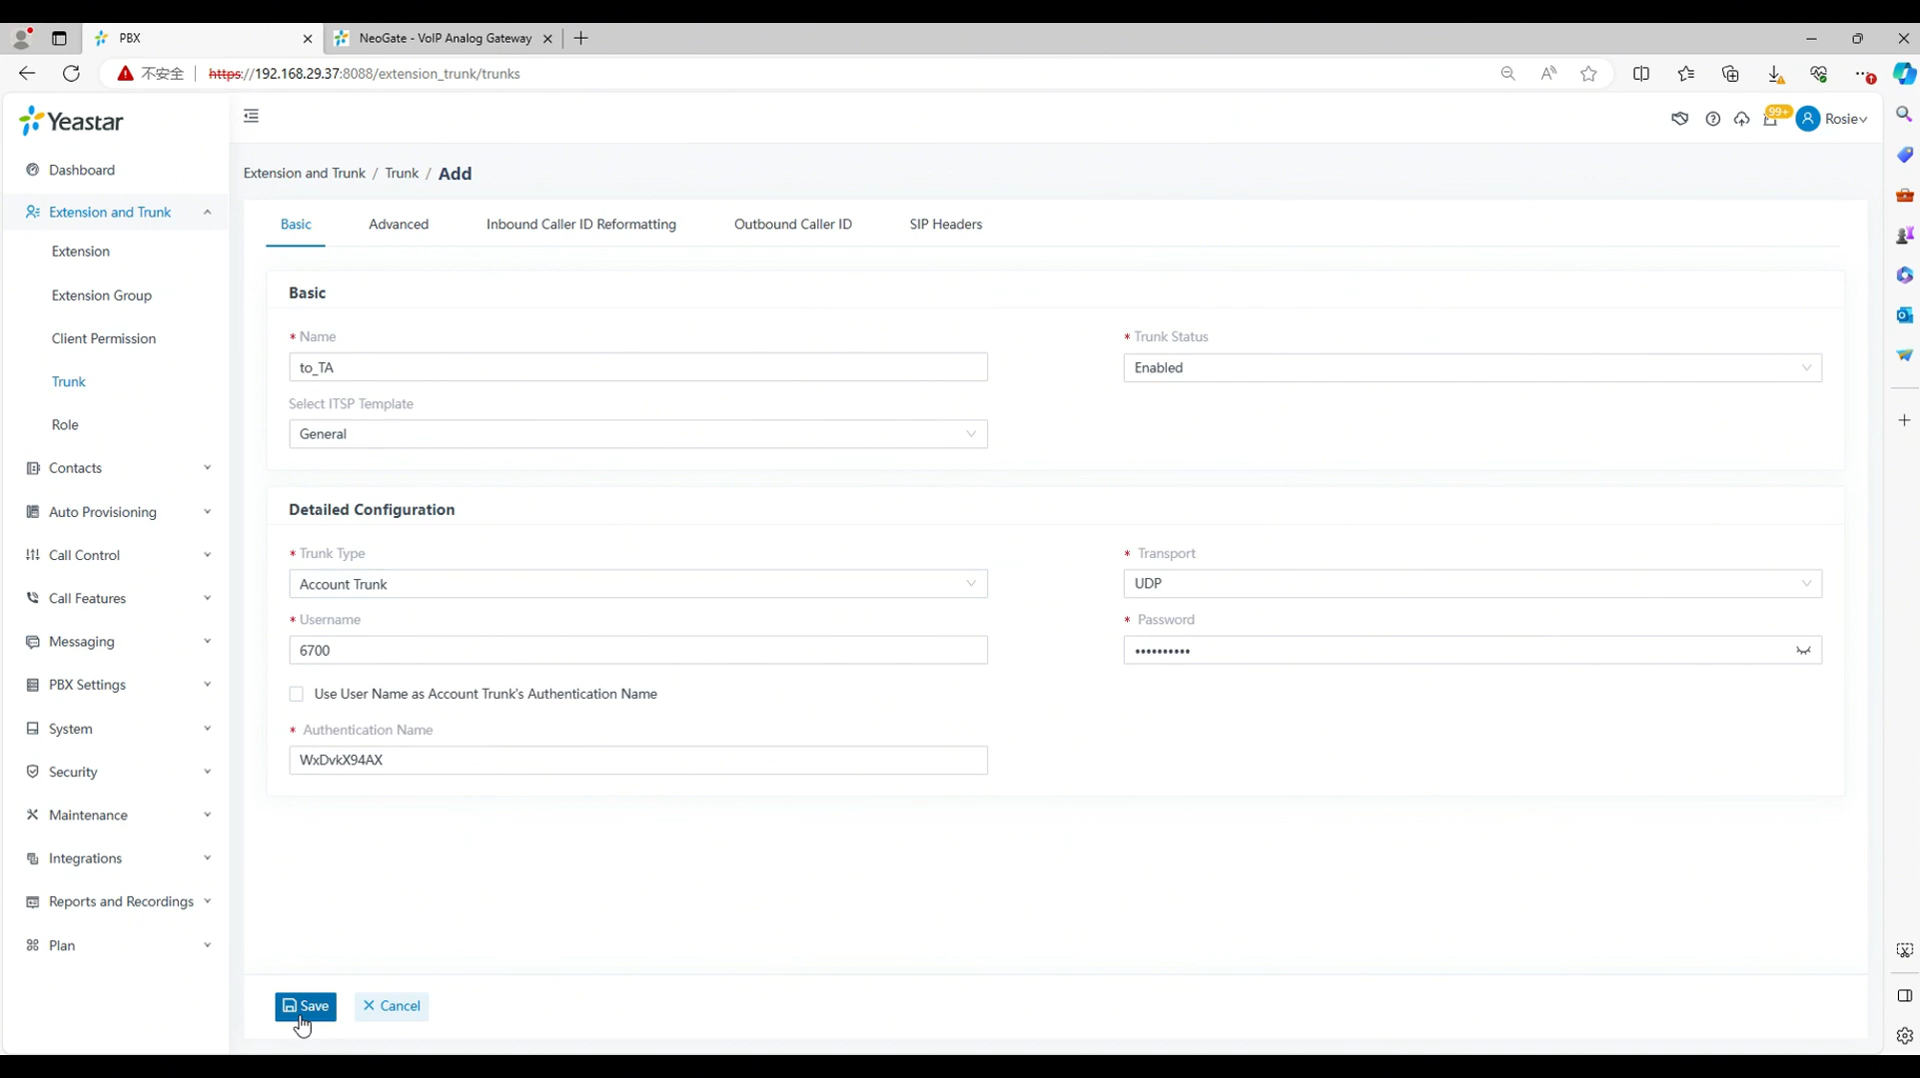 PBX
NeoGate - VoIP Analog Gateway
不安全
https://192.168.29.37:8088/extension_trunk/trunks
Yeastar
99+
Rosie
Dashboard
Extension and Trunk
Extension
Extension Group
Client Permission
Trunk
Role
Contacts
Auto Provisioning
Call Control
Call Features
Messaging
PBX Settings
System
Security
Maintenance
Integrations
Reports and Recordings
Plan
Extension and Trunk / Trunk / Add
Basic Advanced Inbound Caller ID Reformatting Outbound Caller ID SIP Headers
Basic
* Name
to_TA
* Trunk Status
Enabled
Select ITSP Template
General
Detailed Configuration
* Trunk Type
Account Trunk
* Transport
UDP
* Username
6700
* Password
••••••••••
Use User Name as Account Trunk's Authentication Name
* Authentication Name
WxDvkX94AX
Save
Cancel